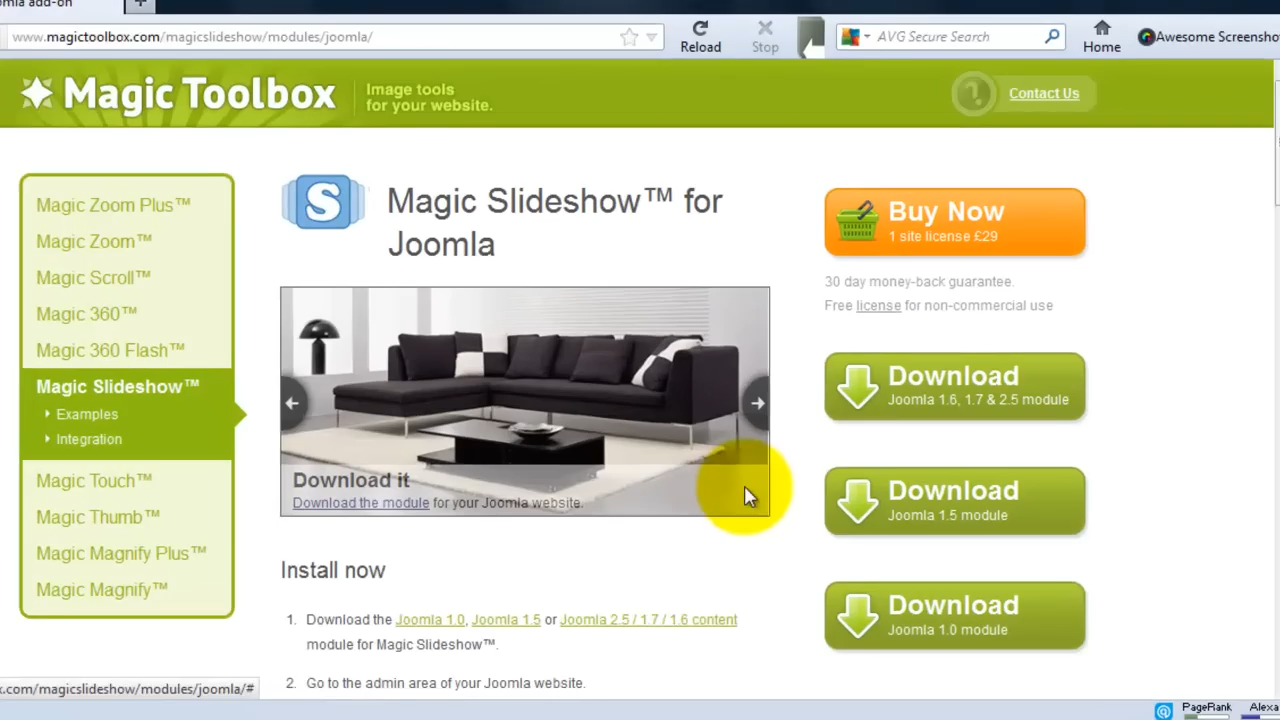 omla add-on
www.magictoolbox.com/magicslideshow/modules/joomla/
Reload
Stop
AVG Secure Search
Home
Awesome Screensho
Magic Toolbox
Image tools
for your website.
Contact Us
Magic Zoom Plus™
Magic Zoom™
Magic Scroll™
Magic 360™
Magic 360 Flash™
Magic Slideshow™
Examples
Integration
Magic Touch™
Magic Thumb™
Magic Magnify Plus™
Magic Magnify™
S
Magic Slideshow™ for
Joomla
Download it
Download the module for your Joomla website.
Install now
1. Download the Joomla 1.0, Joomla 1.5 or Joomla 2.5 / 1.7 / 1.6 content
module for Magic Slideshow™.
2. Go to the admin area of your Joomla website.
Buy Now
1 site license £29
30 day money-back guarantee.
Free license for non-commercial use
Download
Joomla 1.6, 1.7 & 2.5 module
Download
Joomla 1.5 module
Download
Joomla 1.0 module
x.com/magicslideshow/modules/joomla/#
PageRank
Alexa